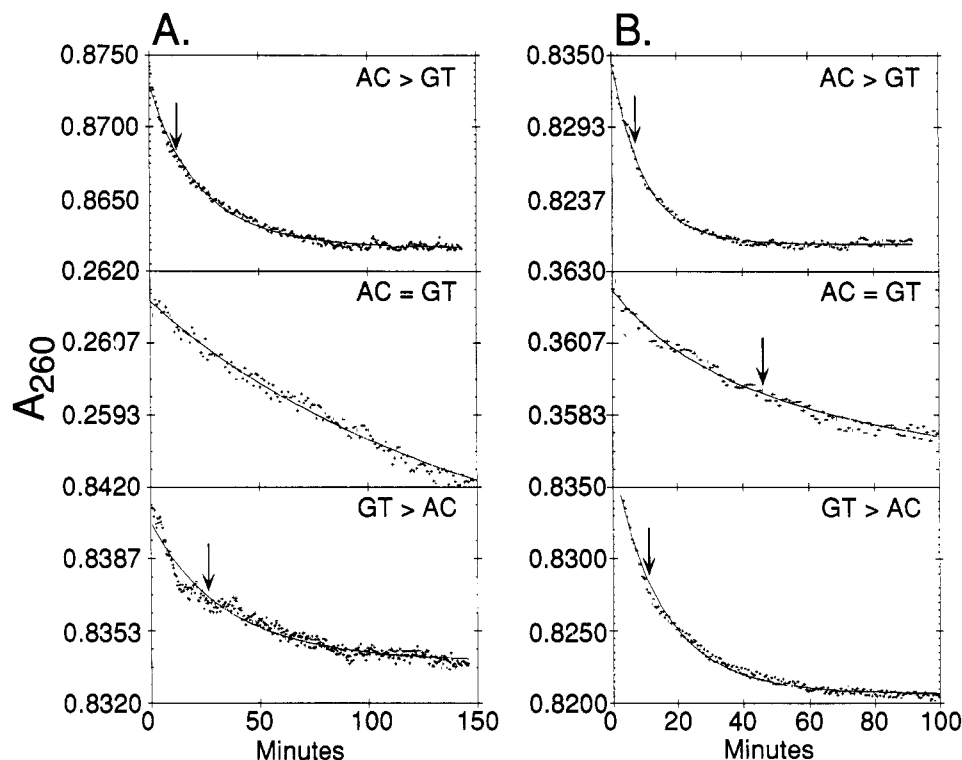 A.
B.
0.8750
0.8700
0.8650
0.2620
0.2607
0.2593
0.8420
0.8387
0.8353
0.8320
A260
AC > GT
AC = GT
GT > AC
0 50 100 150
Minutes
0.8350
0.8293
0.8237
0.3630
0.3607
0.3583
0.8350
0.8300
0.8250
0.8200
AC > GT
AC = GT
GT > AC
0 20 40 60 80 100
Minutes